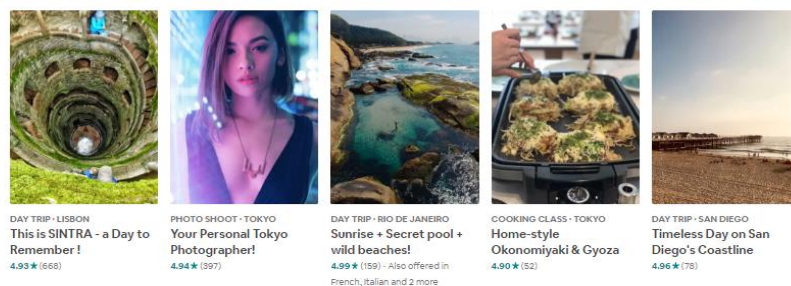 DAY TRIP · LISBON
This is SINTRA - a Day to
Remember !
4.93★(668)
PHOTO SHOOT · TOKYO
Your Personal Tokyo
Photographer!
4.94★(397)
DAY TRIP · RIO DE JANEIRO
Sunrise + Secret pool +
wild beaches!
4.99★(159) · Also offered in
French, Italian and 2 more
COOKING CLASS · TOKYO
Home-style
Okonomiyaki & Gyoza
4.90★(52)
DAY TRIP · SAN DIEGO
Timeless Day on San
Diego's Coastline
4.96★(78)